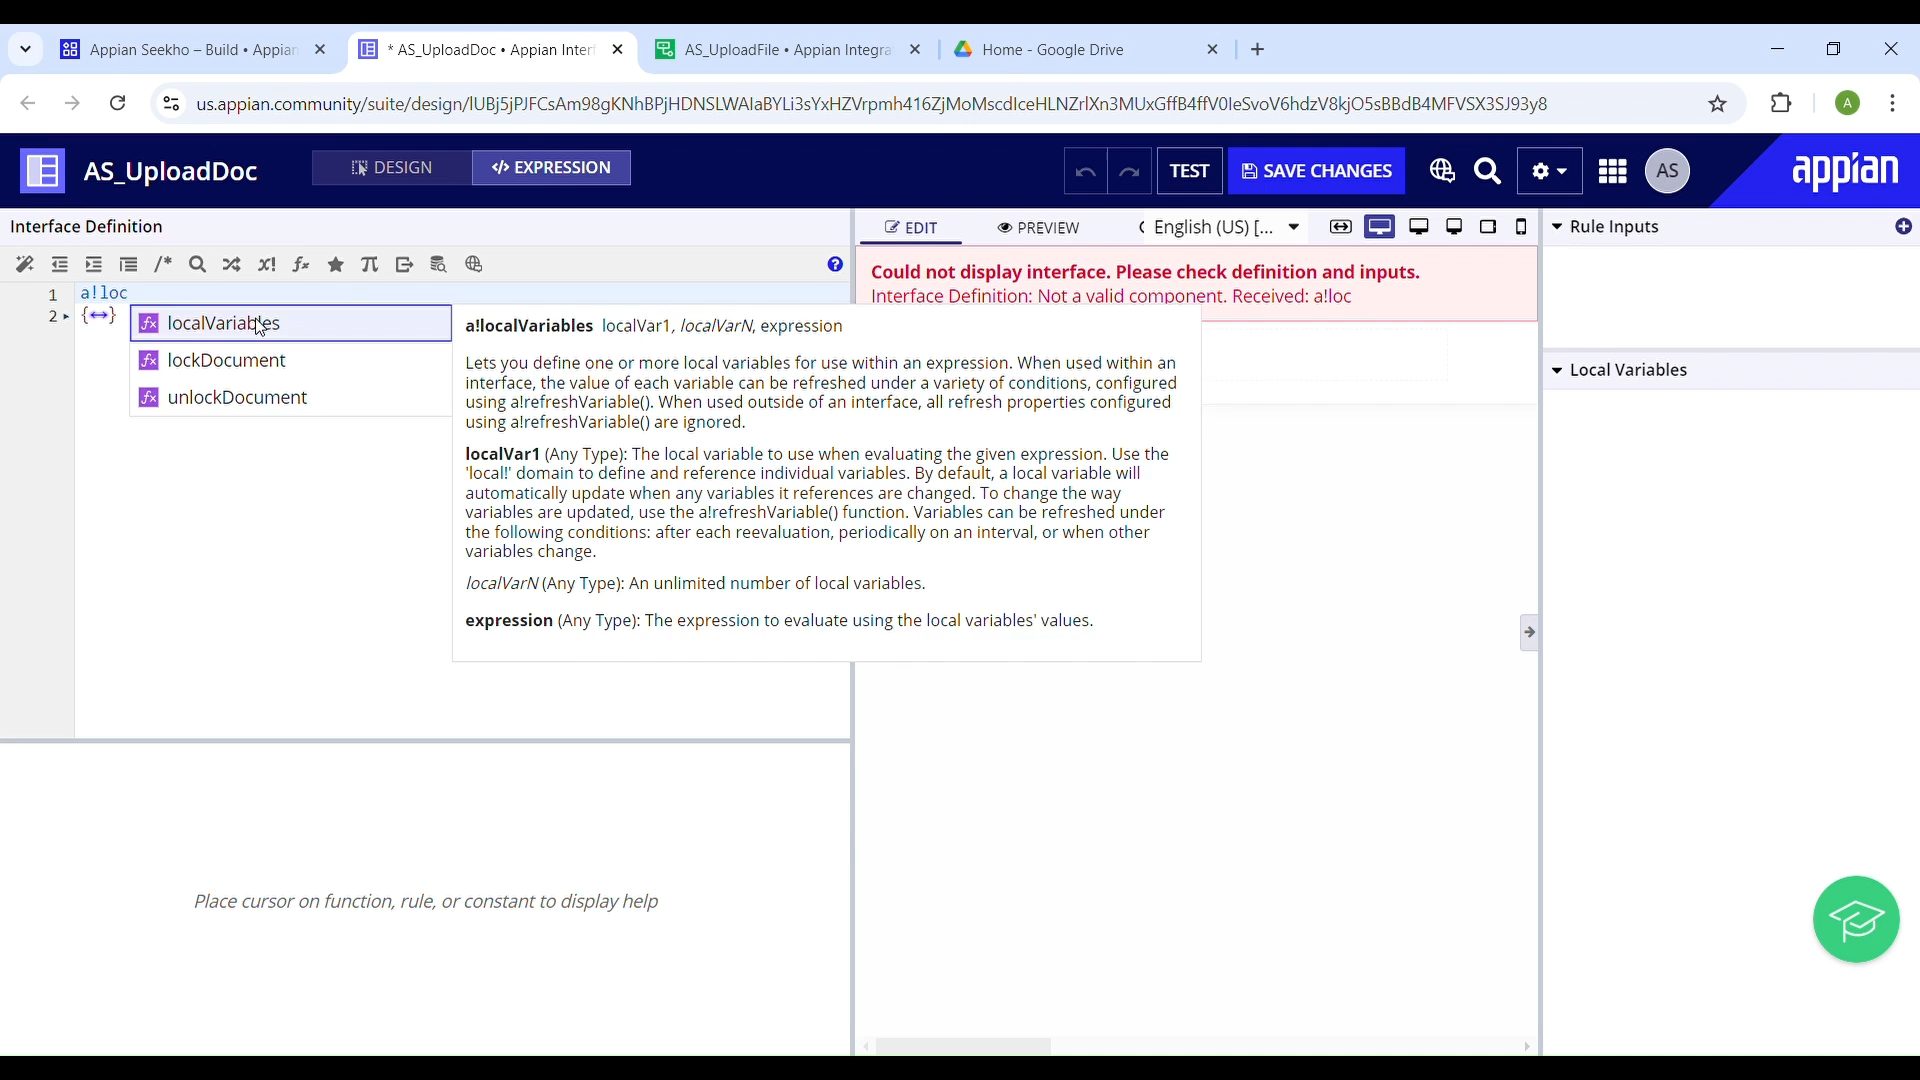 Appian Seekho – Build • Appian
* AS_UploadDoc • Appian Inter
AS_UploadFile • Appian Integra
Home - Google Drive
us.appian.community/suite/design/
A
AS_UploadDoc
DESIGN
EXPRESSION
TEST
SAVE CHANGES
AS
appian
Interface Definition
EDIT
PREVIEW
English (US) [...
Rule Inputs
1 a!loc
2
localVariables
lockDocument
unlockDocument
Could not display interface. Please check definition and inputs.
Interface Definition: Not a valid component. Received: a!loc
a!localVariables localVar1, localVarN, expression
Lets you define one or more local variables for use within an expression. When used within an
interface, the value of each variable can be refreshed under a variety of conditions, configured
using a!refreshVariable(). When used outside of an interface, all refresh properties configured
using a!refreshVariable() are ignored.
localVar1 (Any Type): The local variable to use when evaluating the given expression. Use the
'local!' domain to define and reference individual variables. By default, a local variable will
automatically update when any variables it references are changed. To change the way
variables are updated, use the a!refreshVariable() function. Variables can be refreshed under
the following conditions: after each reevaluation, periodically on an interval, or when other
variables change.
localVarN (Any Type): An unlimited number of local variables.
expression (Any Type): The expression to evaluate using the local variables' values.
Local Variables
Place cursor on function, rule, or constant to display help